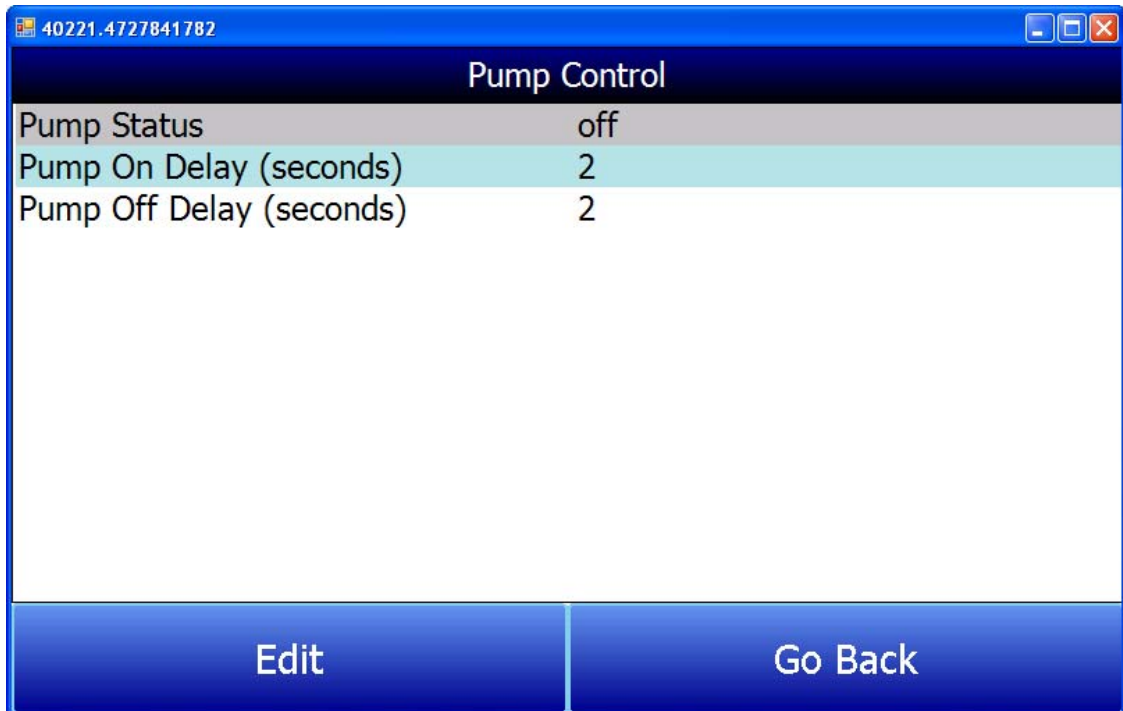 40221.4727841782
Pump Control
Pump Status off
Pump On Delay (seconds) 2
Pump Off Delay (seconds) 2
Edit Go Back